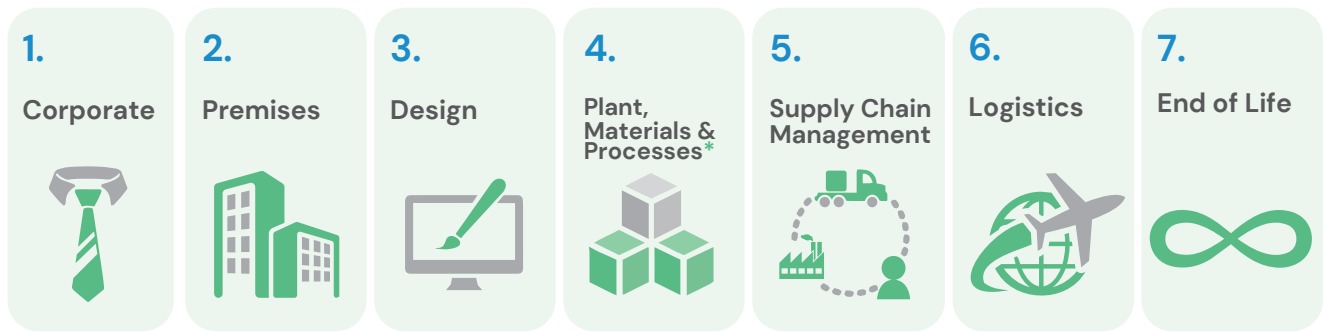 1.
Corporate
2.
Premises
3.
Design
4.
Plant,
Materials &
Processes*
5.
Supply Chain
Management
6.
Logistics
7.
End of Life